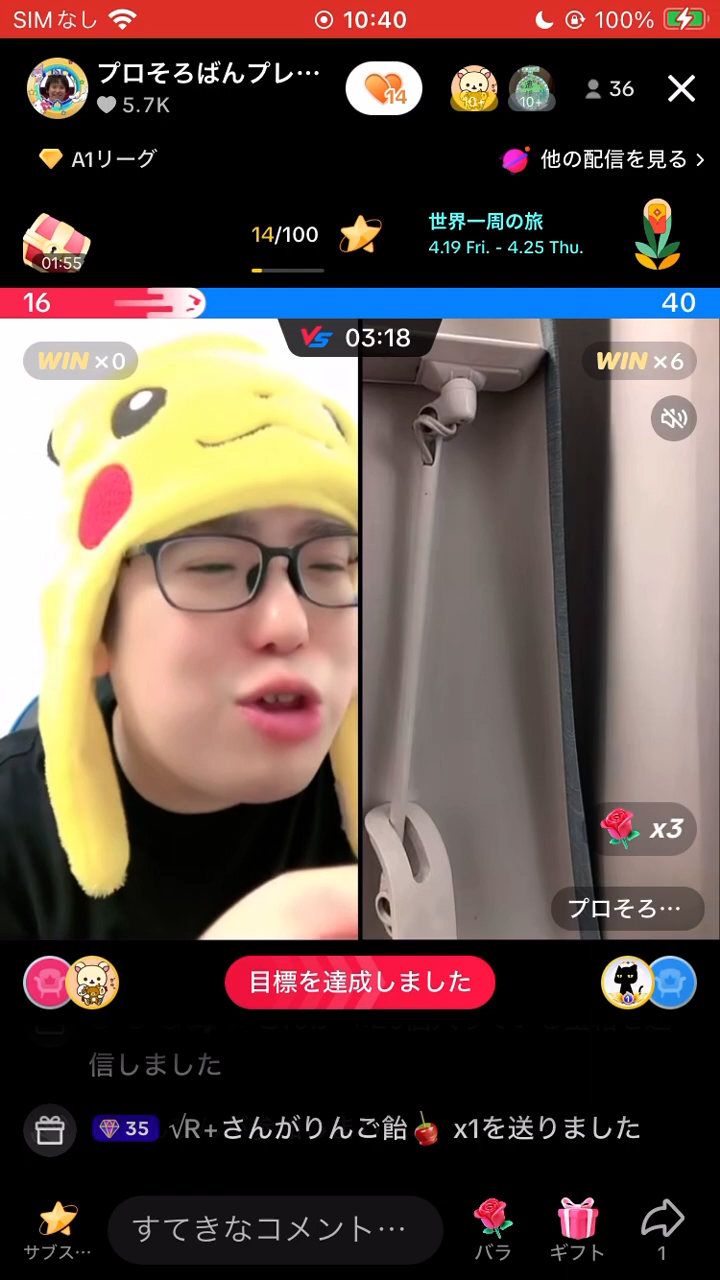 SIMなし
10:40
100%
プロそろばんプレ…
5.7K
14
10+
10+
36
A1リーグ
他の配信を見る
01:55
14/100
世界一周の旅
4.19 Fri. - 4.25 Thu.
16
40
VS 03:18
WIN ×0
WIN ×6
x3
プロそろ…
目標を達成しました
信しました
35 √R+さんがりんご飴 x1を送りました
サブス…
すてきなコメント…
バラ
ギフト
1